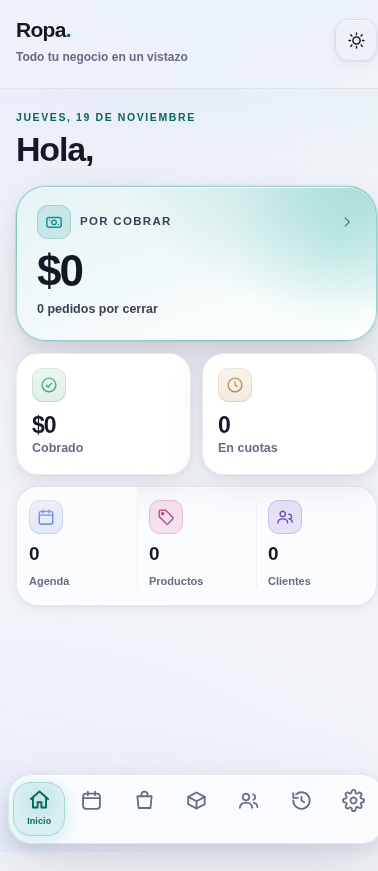 Ropa.
Todo tu negocio en un vistazo
JUEVES, 19 DE NOVIEMBRE
Hola,
POR COBRAR
$0
0 pedidos por cerrar
$0
Cobrado
0
En cuotas
0
Agenda
0
Productos
0
Clientes
Inicio